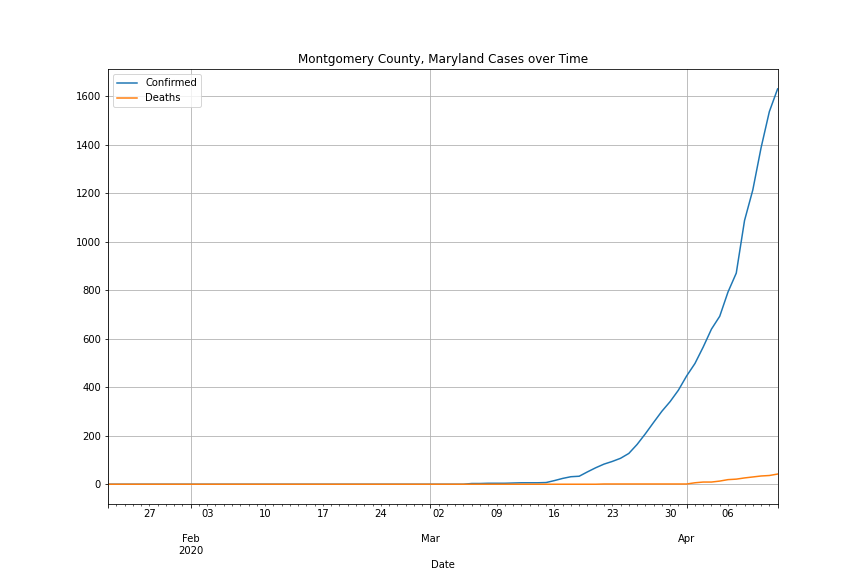 Montgomery County, Maryland Cases over Time
Confirmed
Deaths
1600
1400
1200
1000
800
600
400
200
0
27 03 10 17 24 02 09 16 23 30 06
Feb Mar Apr
2020
Date